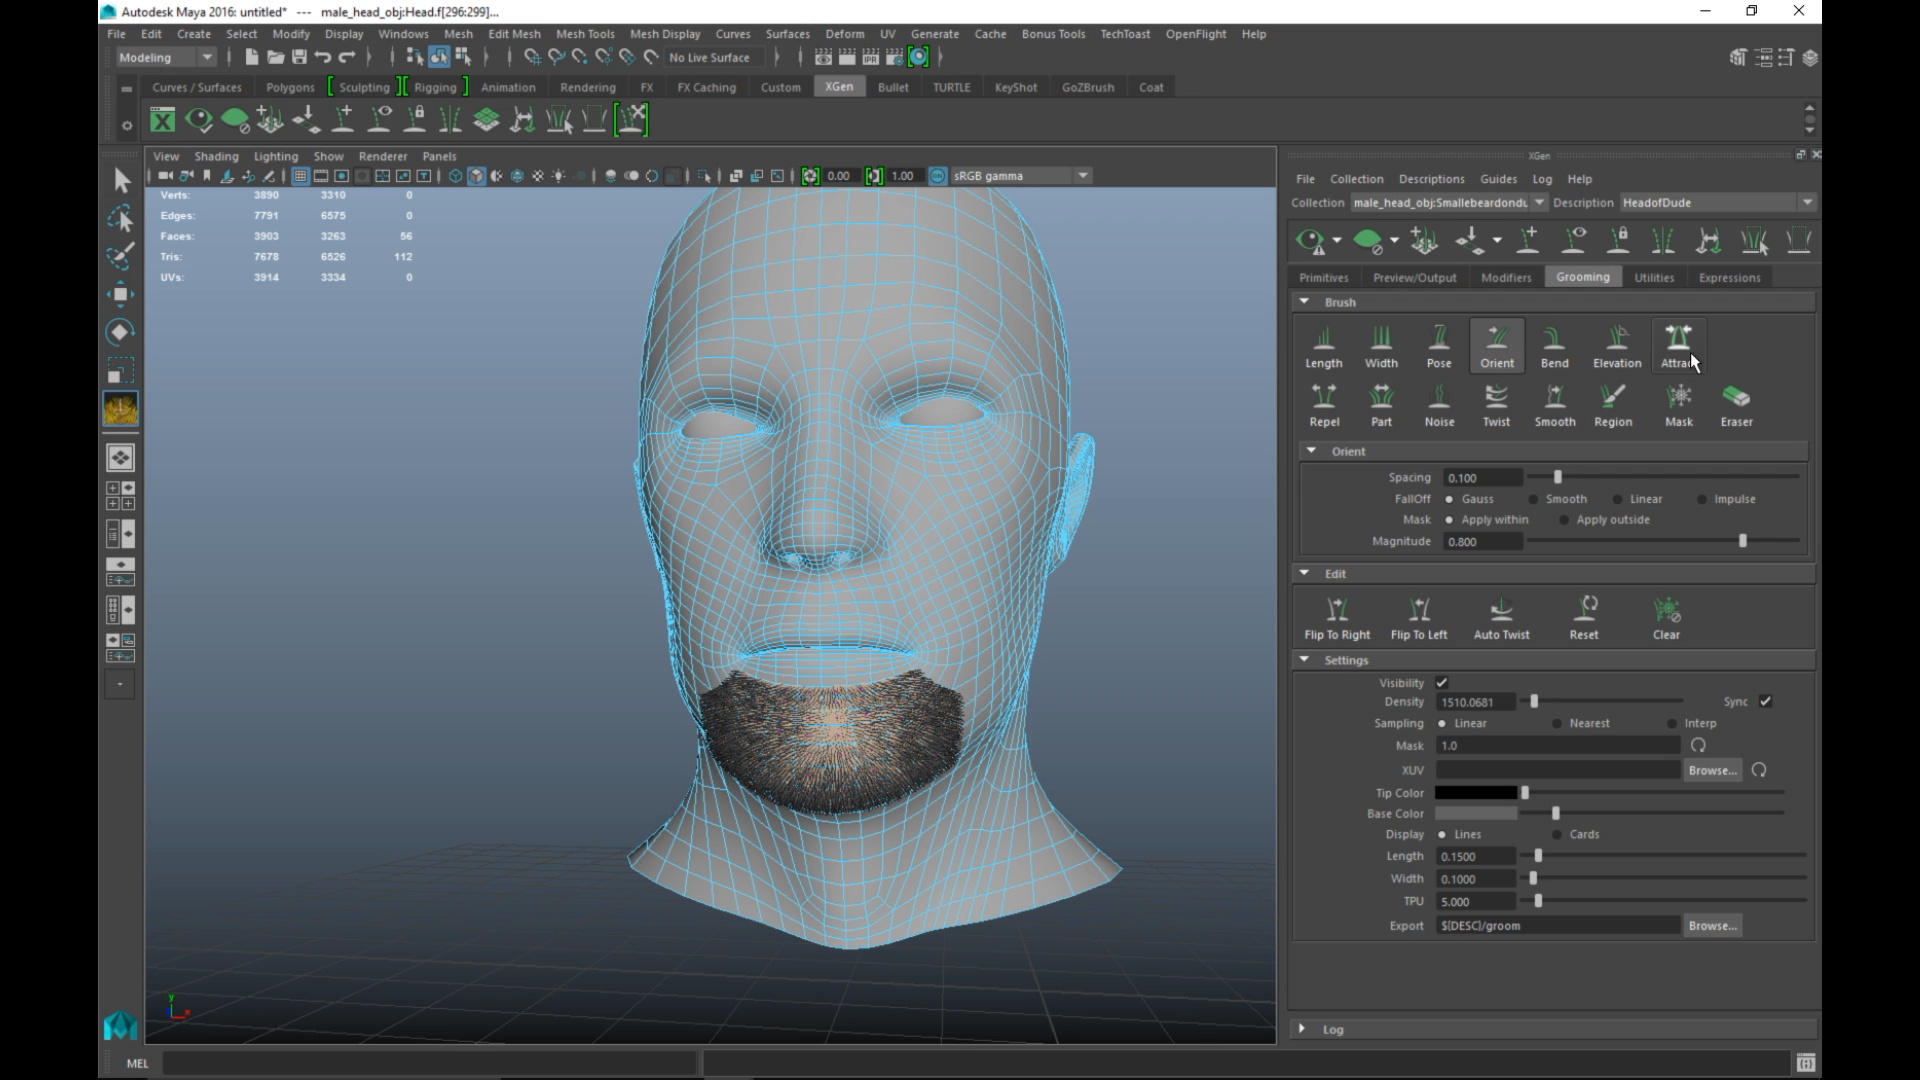 Autodesk Maya 2016: untitled* --- male_head_obj:Head.f[296:299]...
File Edit Create Select Modify Display Windows Mesh Edit Mesh Mesh Tools Mesh Display Curves Surfaces Deform UV Generate Cache Bonus Tools TechToast OpenFlight Help
Modeling No Live Surface
Curves / Surfaces Polygons Sculpting Rigging Animation Rendering FX FX Caching Custom XGen Bullet TURTLE KeyShot GoZBrush Coat
View Shading Lighting Show Renderer Panels
0.00 1.00 sRGB gamma
Verts: 3890 3310 0
Edges: 7791 6575 0
Faces: 3903 3263 56
Tris: 7678 6526 112
UVs: 3914 3334 0
y
x
XGen
File Collection Descriptions Guides Log Help
Collection male_head_obj:Smallebeardondu Description HeadofDude
Primitives Preview/Output Modifiers Grooming Utilities Expressions
Brush
Length Width Pose Orient Bend Elevation Attrac
Repel Part Noise Twist Smooth Region Mask Eraser
Orient
Spacing 0.100
FallOff Gauss Smooth Linear Impulse
Mask Apply within Apply outside
Magnitude 0.800
Edit
Flip To Right Flip To Left Auto Twist Reset Clear
Settings
Visibility
Density 1510.0681 Sync
Sampling Linear Nearest Interp
Mask 1.0
XUV Browse...
Tip Color
Base Color
Display Lines Cards
Length 0.1500
Width 0.1000
TPU 5.000
Export ${DESC}/groom Browse...
Log
MEL